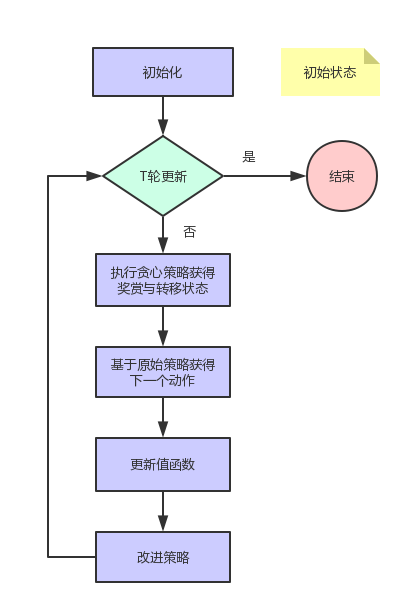 初始化
初始状态
T轮更新
是
结束
否
执行贪心策略获得
奖赏与转移状态
基于原始策略获得
下一个动作
更新值函数
改进策略